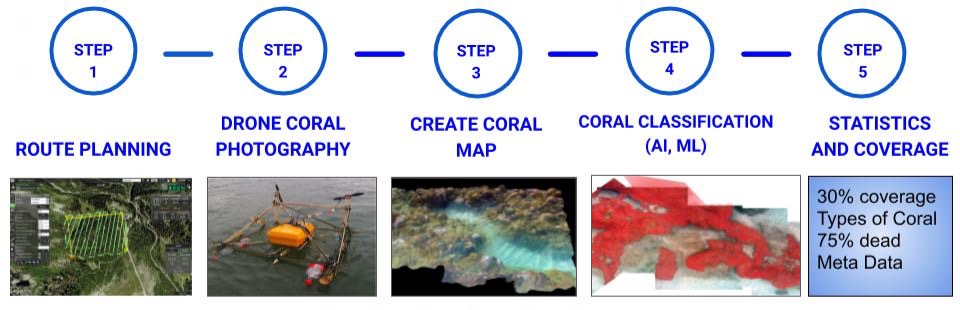 STEP
1
STEP
2
STEP
3
STEP
4
STEP
5
ROUTE PLANNING
DRONE CORAL
PHOTOGRAPHY
CREATE CORAL
MAP
CORAL CLASSIFICATION
(AI, ML)
STATISTICS
AND COVERAGE
30% coverage
Types of Coral
75% dead
Meta Data